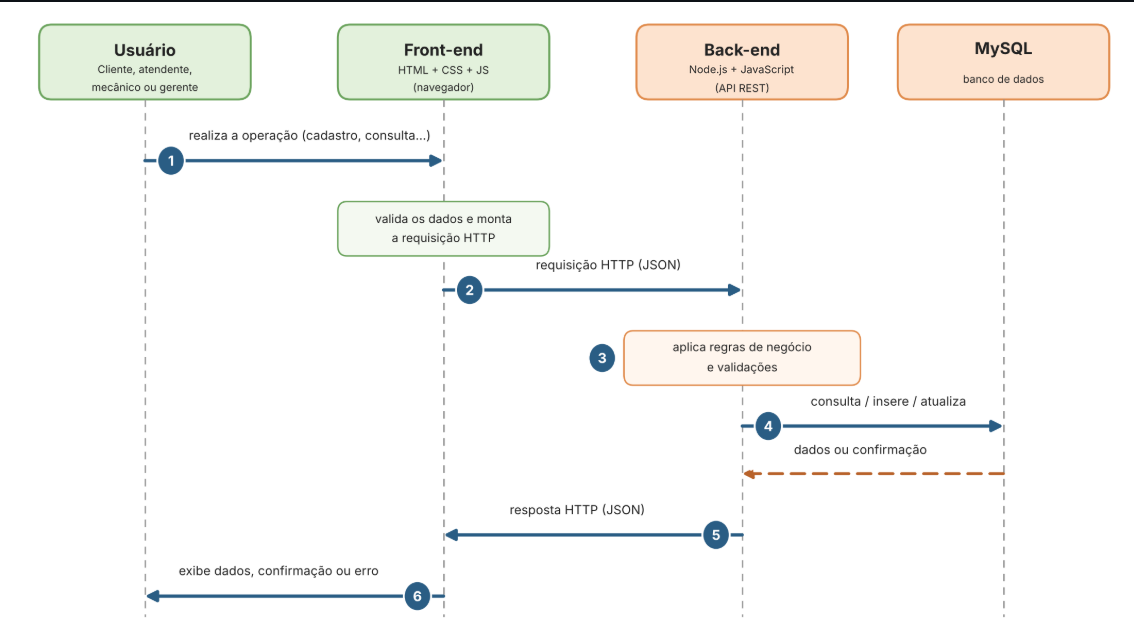 Usuário
Cliente, atendente,
mecânico ou gerente
Front-end
HTML + CSS + JS
(navegador)
Back-end
Node.js + JavaScript
(API REST)
MySQL
banco de dados
realiza a operação (cadastro, consulta...)
1
valida os dados e monta
a requisição HTTP
requisição HTTP (JSON)
2
3
aplica regras de negócio
e validações
consulta / insere / atualiza
4
dados ou confirmação
resposta HTTP (JSON)
5
exibe dados, confirmação ou erro
6